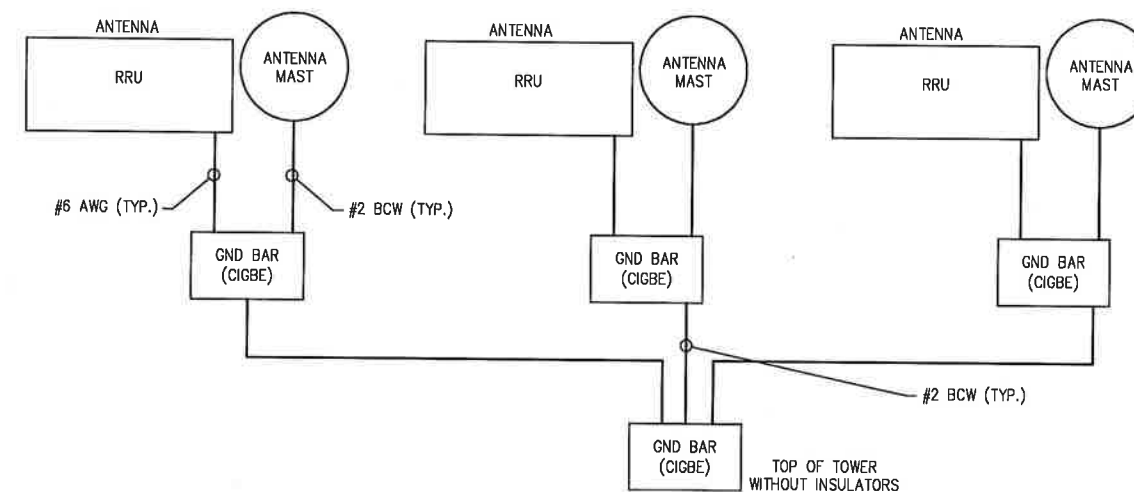 ANTENNA
RRU
ANTENNA
MAST
ANTENNA
RRU
ANTENNA
MAST
ANTENNA
RRU
ANTENNA
MAST
#6 AWG (TYP.)
#2 BCW (TYP.)
GND BAR
(CIGBE)
GND BAR
(CIGBE)
GND BAR
(CIGBE)
#2 BCW (TYP.)
GND BAR
(CIGBE)
TOP OF TOWER
WITHOUT INSULATORS